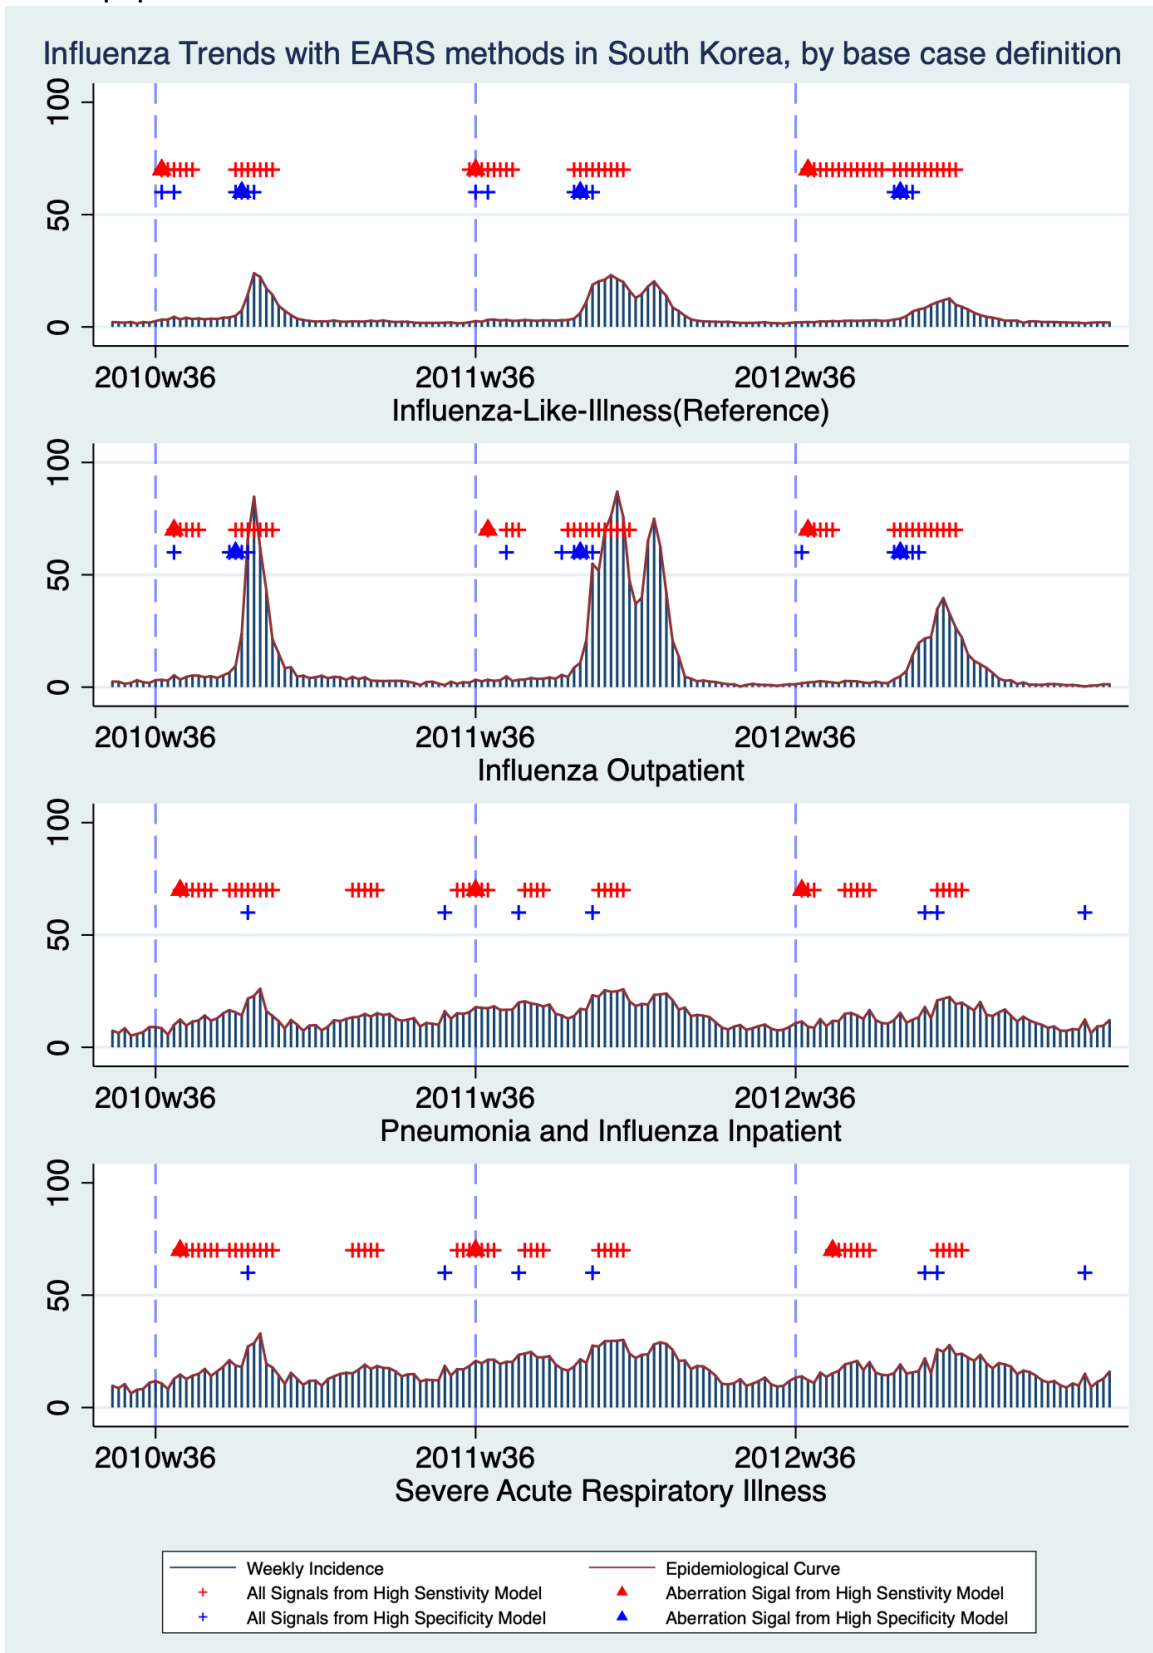 Influenza Trends with EARS methods in South Korea, by base case definition
100
50
0
2010w36 2011w36 2012w36
Influenza-Like-Illness(Reference)
100
50
0
2010w36 2011w36 2012w36
Influenza Outpatient
100
50
0
2010w36 2011w36 2012w36
Pneumonia and Influenza Inpatient
100
50
0
2010w36 2011w36 2012w36
Severe Acute Respiratory Illness
Weekly Incidence Epidemiological Curve
All Signals from High Senstivity Model Aberration Sigal from High Senstivity Model
All Signals from High Specificity Model Aberration Sigal from High Specificity Model